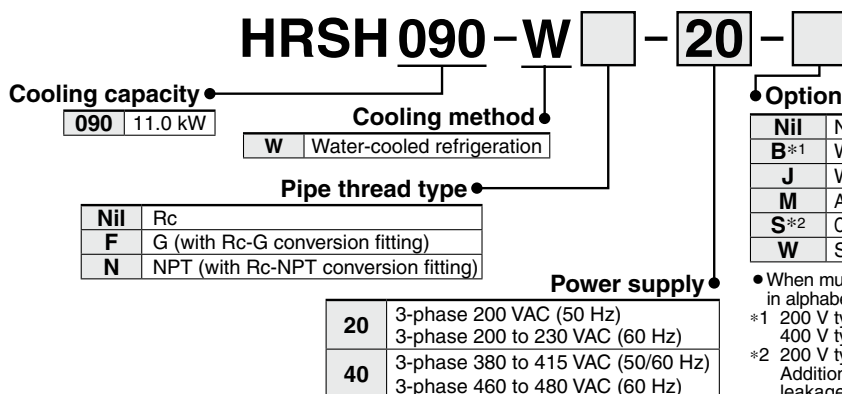 HRSH 090 – W – 20 –
Cooling capacity
090 11.0 kW
Cooling method
W Water-cooled refrigeration
Pipe thread type
Nil Rc
F G (with Rc-G conversion fitting)
N NPT (with Rc-NPT conversion fitting)
Power supply
20 3-phase 200 VAC (50 Hz)
3-phase 200 to 230 VAC (60 Hz)
40 3-phase 380 to 415 VAC (50/60 Hz)
3-phase 460 to 480 VAC (60 Hz)
Option
Nil
B*1
J
M
S*2
W
● When
in
*1 200 V
400 V
*2 200 V